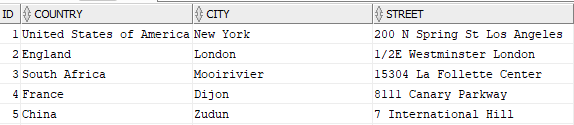 ID COUNTRY CITY STREET
1 United States of America New York 200 N Spring St Los Angeles
2 England London 1/2E Westminster London
3 South Africa Mooirivier 15304 La Follette Center
4 France Dijon 8111 Canary Parkway
5 China Zudun 7 International Hill